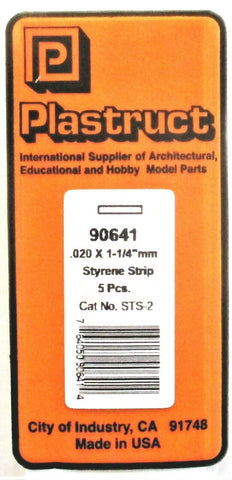 Plastruct
International Supplier of Architectural,
Educational and Hobby Model Parts
90641
.020 X 1-1/4"mm
Styrene Strip
5 Pcs.
Cat No. STS-2
City of Industry, CA 91748
Made in USA